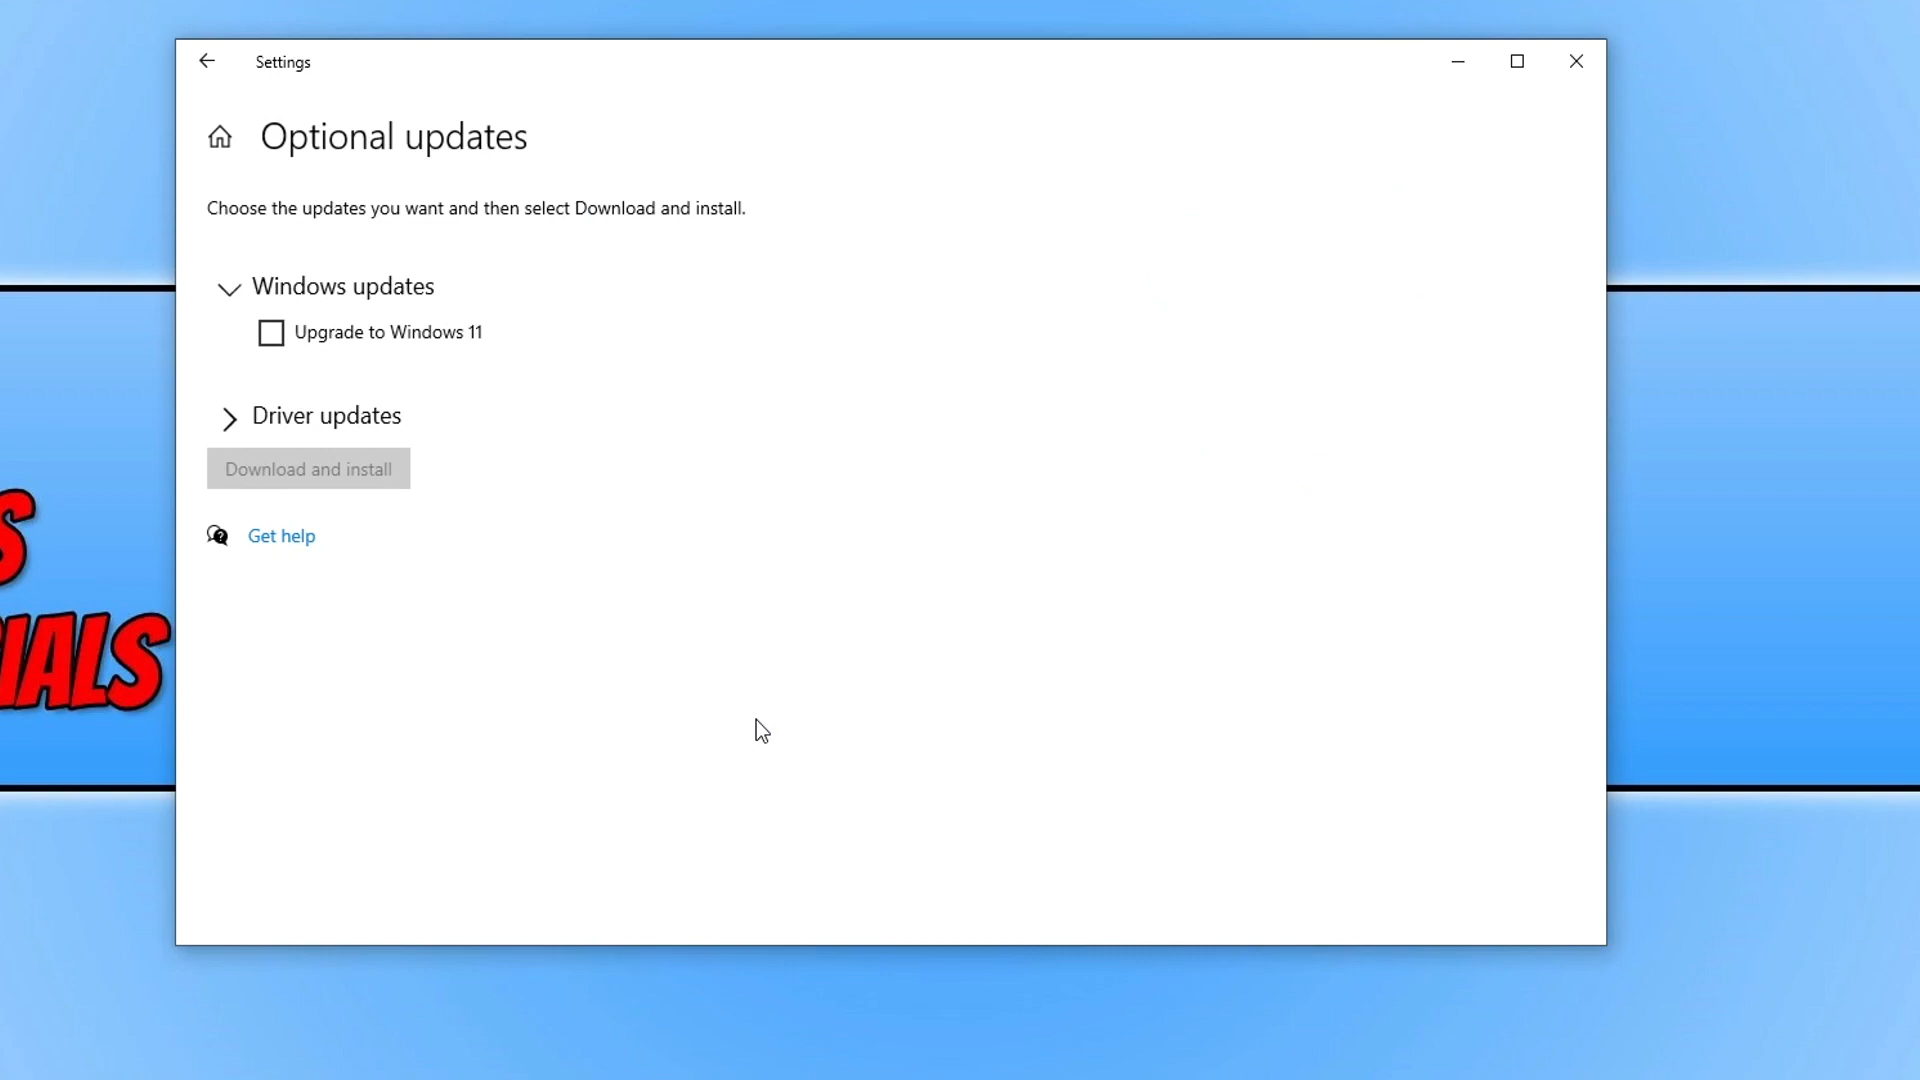 Settings
Optional updates
Choose the updates you want and then select Download and install.
Windows updates
Upgrade to Windows 11
Driver updates
Download and install
Get help
S
IALS